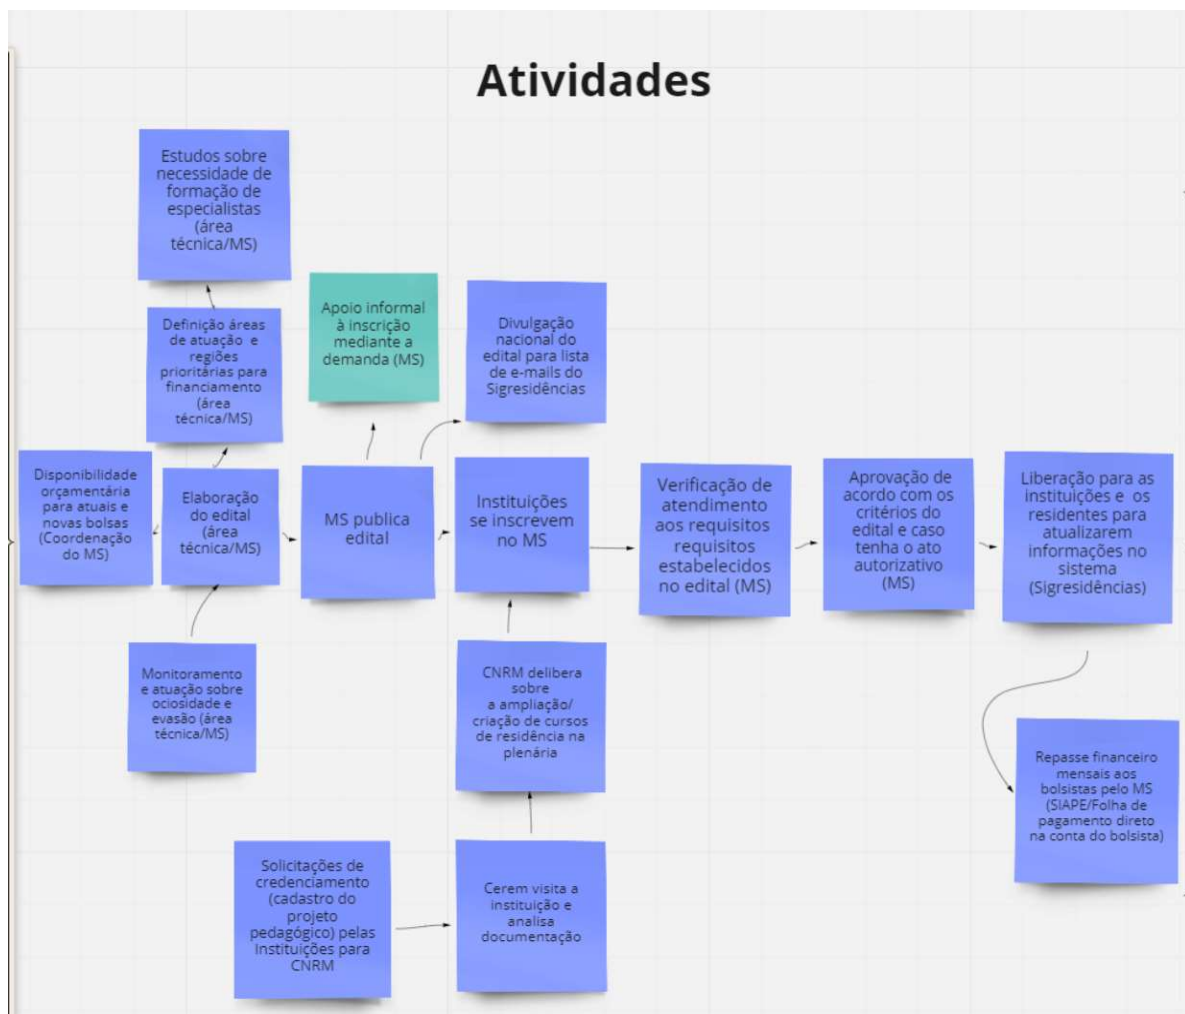 Atividades
Estudos sobre
necessidade de
formação de
especialistas
(área
técnica/MS)
Apoio informal
à inscrição
mediante a
demanda (MS)
Divulgação
nacional do
edital para lista
de e-mails do
Sigresidências
Definição áreas
de atuação e
regiões
prioritárias para
financiamento
(área
técnica/MS)
Disponibilidade
orçamentária
para atuais e
novas bolsas
(Coordenação
do MS)
Elaboração
do edital
(área
técnica/MS)
MS publica
edital
Instituições
se inscrevem
no MS
Verificação de
atendimento
aos requisitos
requisitos
estabelecidos
no edital (MS)
Aprovação de
acordo com os
critérios do
edital e caso
tenha o ato
autorizativo
(MS)
Liberação para as
instituições e os
residentes para
atualizarem
informações no
sistema
(Sigresidências)
Monitoramento
e atuação sobre
ociosidade e
evasão (área
técnica/MS)
CNRM delibera
sobre
a ampliação/
criação de cursos
de residência na
plenária
Repasse financeiro
mensais aos
bolsistas pelo MS
(SIAPE/Folha de
pagamento direto
na conta do bolsista)
Solicitações de
credenciamento
(cadastro do
projeto
pedagógico) pelas
Instituições para
CNRM
Cerem visita a
instituição e
analisa
documentação